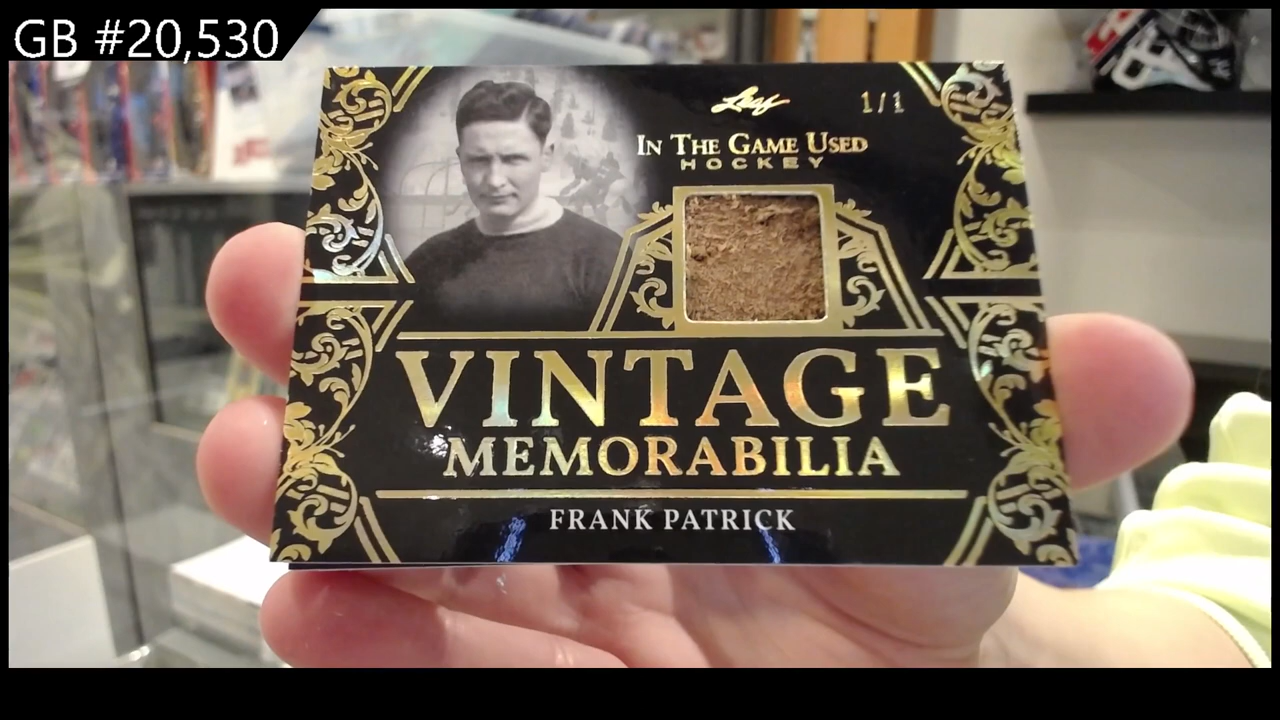 GB #20,530
Leaf
1/1
IN THE GAME USED
HOCKEY
VINTAGE
MEMORABILIA
FRANK PATRICK